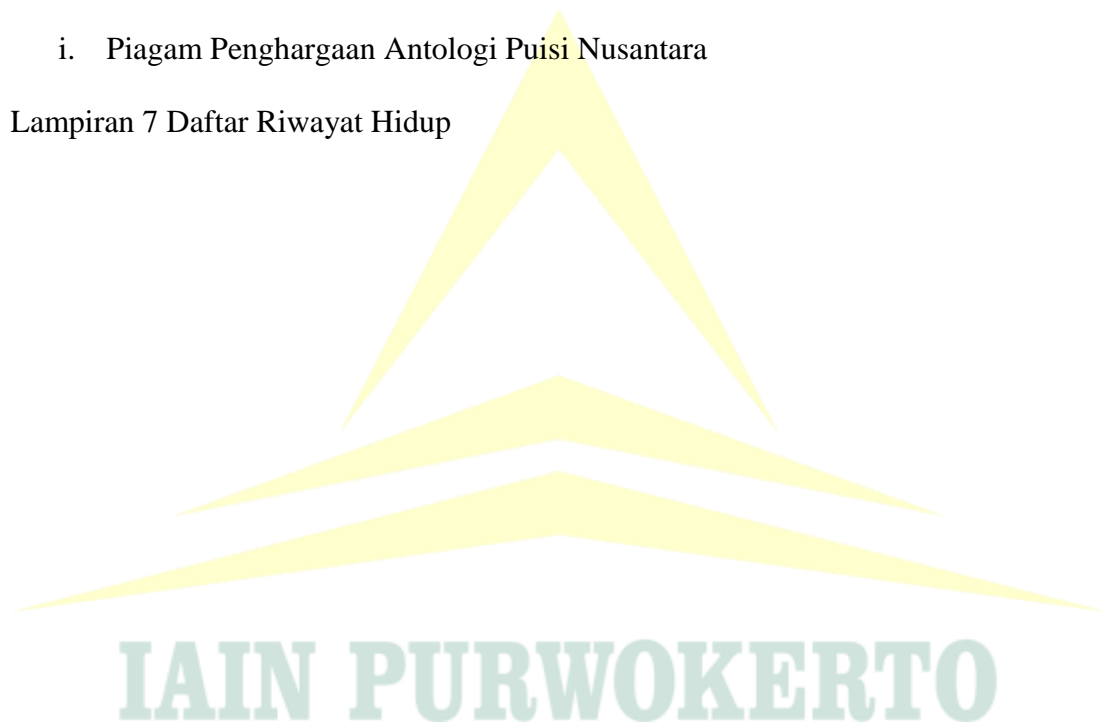 i. Piagam Penghargaan Antologi Puisi Nusantara
Lampiran 7 Daftar Riwayat Hidup
IAIN PURWOKERTO